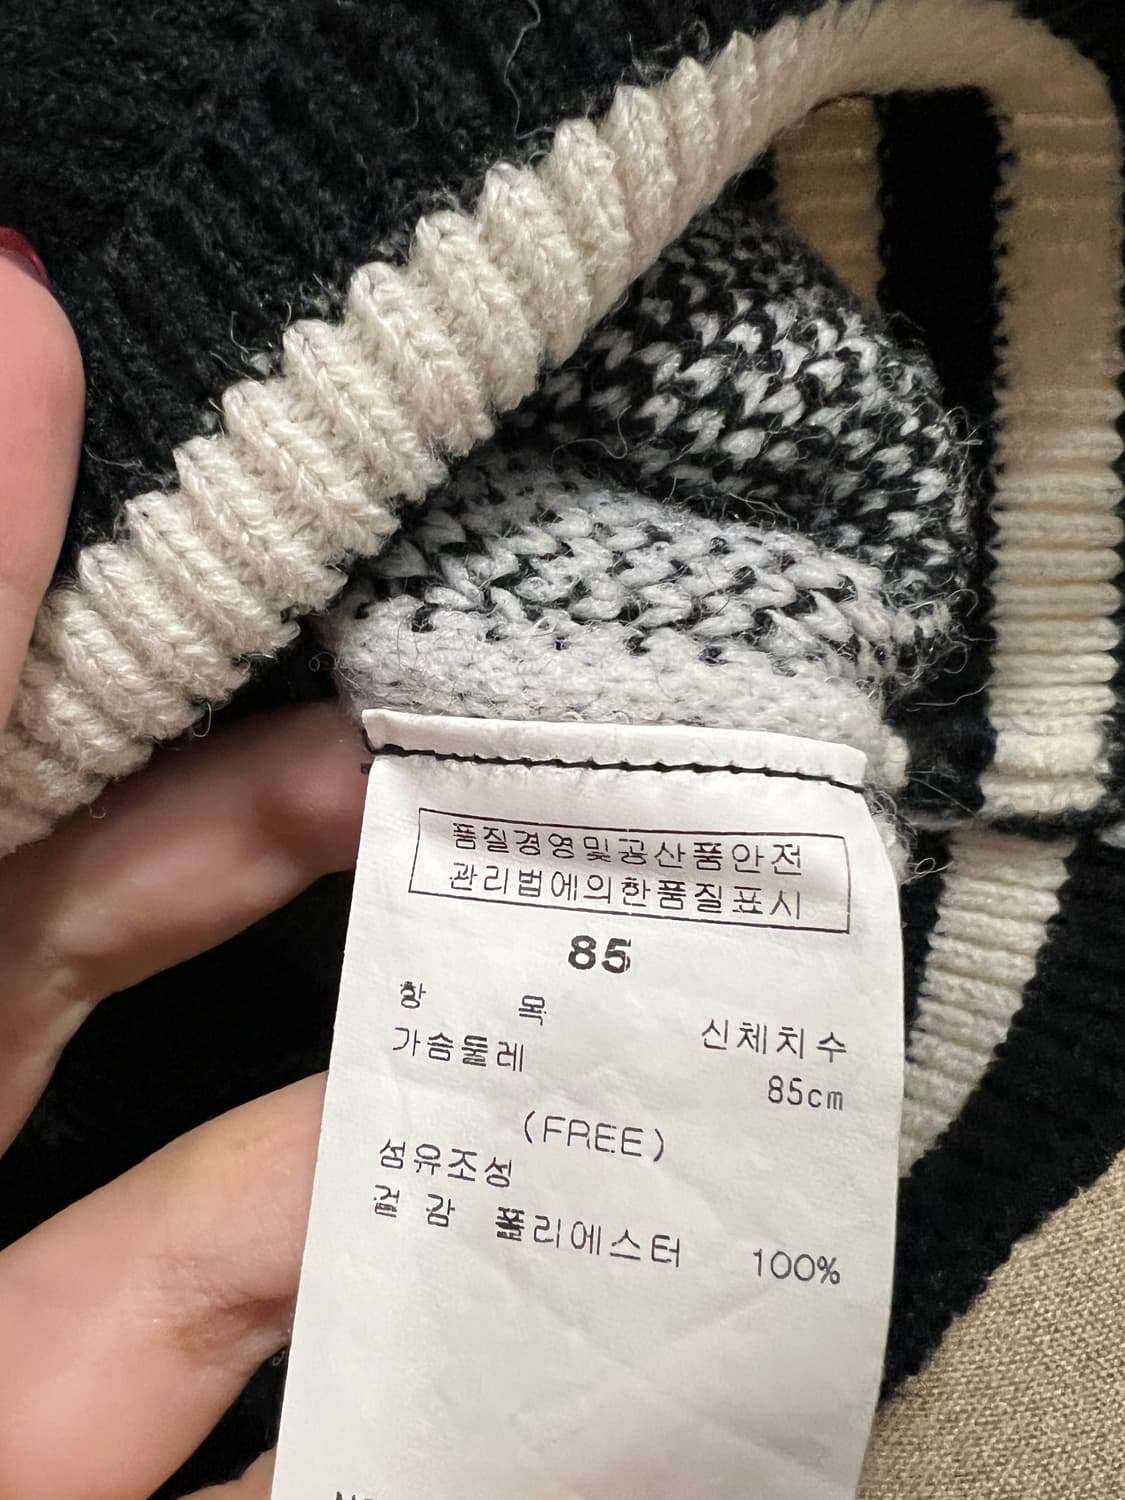 품질경영및공산품안전
관리법에의한품질표시
85
항 목 신체치수
가슴둘레 85cm
(FREE)
섬유조성
겉 감 폴리에스터 100%